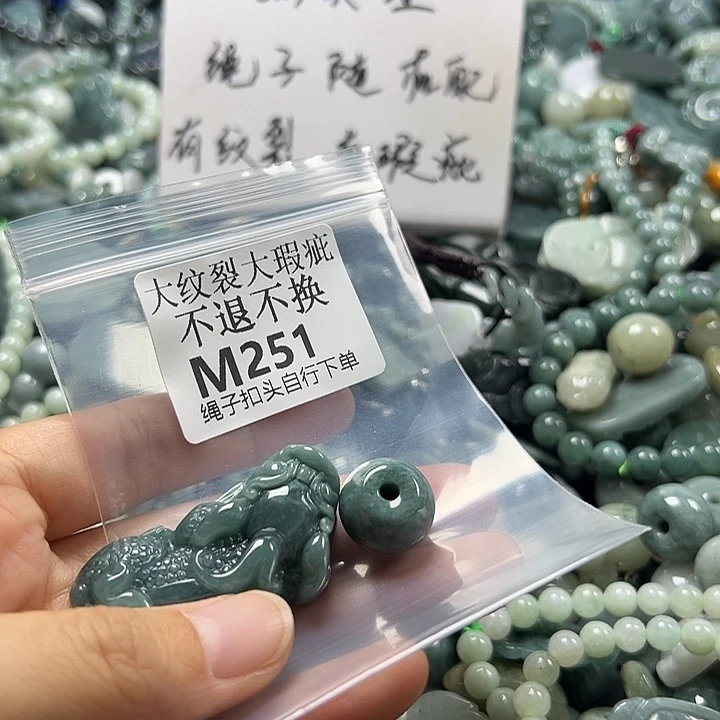 绳子随机配
有纹裂 有瑕疵
大纹裂大瑕疵
不退不换
M251
绳子扣头自行下单